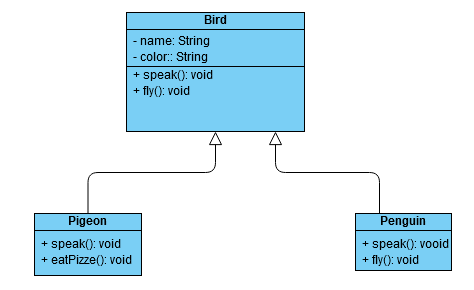 Bird
- name: String
- color:: String
+ speak(): void
+ fly(): void
Pigeon
+ speak(): void
+ eatPizze(): void
Penguin
+ speak(): vooid
+ fly(): void